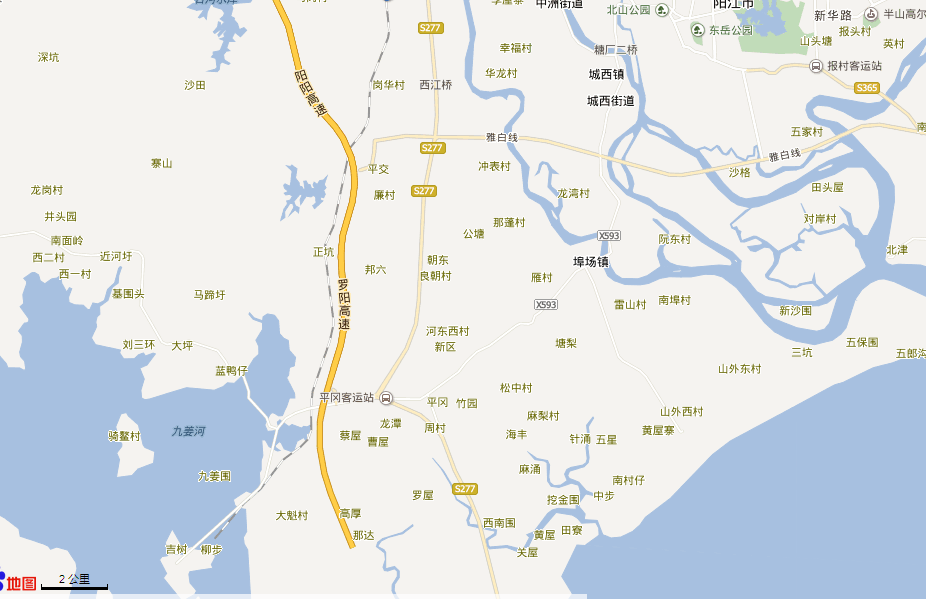 中洲街道
阳江市
北山公园
新华路
半山高尔
东岳公园
报头村
山头塘
英村
S277
幸福村
糖厂二桥
深坑
报村客运站
阳阳高速
华龙村
城西镇
沙田
岗华村
西江桥
S365
城西街道
五家村
南
雅白线
S277
雅白线
寨山
平交
冲表村
沙格
龙岗村
廉村
S277
龙湾村
田头屋
井头园
那蓬村
对岸村
公塘
X593
南面岭
阮东村
正坑
北津
西二村
近河圩
朝东
埠场镇
西一村
邦六
良朝村
雁村
基围头
马蹄圩
罗阳高速
X593
雷山村
南埠村
新沙围
河东西村
刘三环
大坪
新区
塘梨
五保围
三坑
五郎沟
蓝鸭仔
山外东村
松中村
平冈客运站
平冈
竹园
山外西村
麻梨村
龙潭
周村
黄屋寨
骑鳌村
九姜河
蔡屋
曹屋
海丰
针涌
五星
麻涌
九姜围
南村仔
S277
罗屋
挖金围
中步
大魁村
高厚
西南围
田寮
那达
黄屋
吉树
柳步
关屋
地图
2 公里